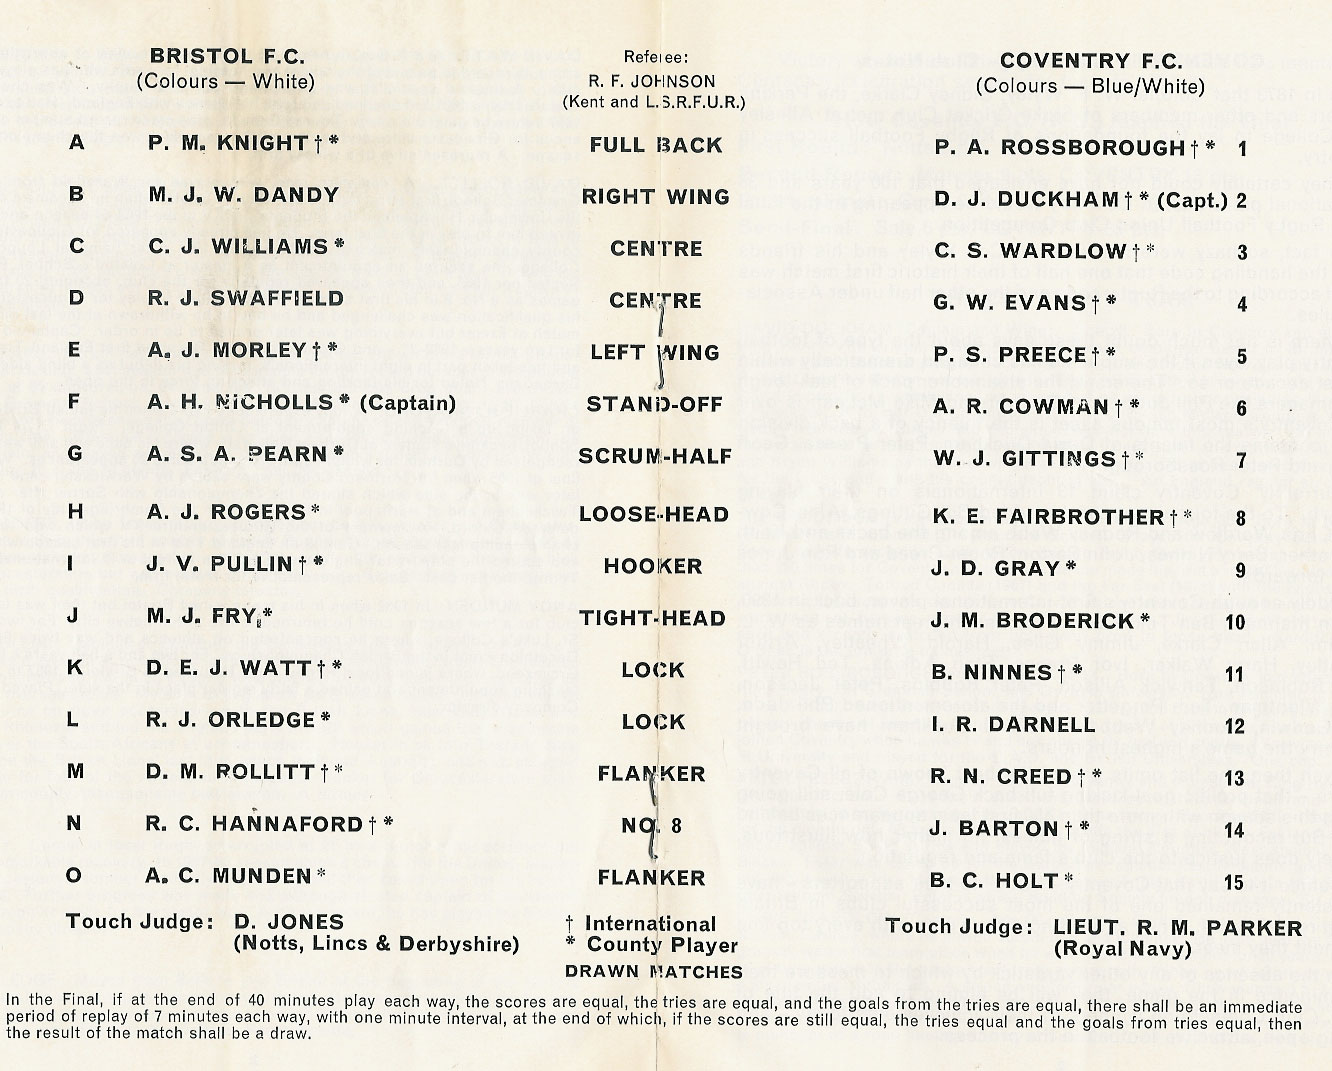 BRISTOL F.C.
(Colours — White)
Referee:
R. F. JOHNSON
(Kent and L.S.R.F.U.R.)
COVENTRY F.C.
(Colours — Blue/White)
A P. M. KNIGHT † * FULL BACK P. A. ROSSBOROUGH † * 1
B M. J. W. DANDY RIGHT WING D. J. DUCKHAM † * (Capt.) 2
C C. J. WILLIAMS * CENTRE C. S. WARDLOW † * 3
D R. J. SWAFFIELD CENTRE G. W. EVANS † * 4
E A. J. MORLEY † * LEFT WING P. S. PREECE † * 5
F A. H. NICHOLLS * (Captain) STAND-OFF A. R. COWMAN † * 6
G A. S. A. PEARN * SCRUM-HALF W. J. GITTINGS † * 7
H A. J. ROGERS * LOOSE-HEAD K. E. FAIRBROTHER † * 8
I J. V. PULLIN † * HOOKER J. D. GRAY * 9
J M. J. FRY * TIGHT-HEAD J. M. BRODERICK * 10
K D. E. J. WATT † * LOCK B. NINNES † * 11
L R. J. ORLEDGE * LOCK I. R. DARNELL 12
M D. M. ROLLITT † * FLANKER R. N. CREED † * 13
N R. C. HANNAFORD † * NO. 8 J. BARTON † * 14
O A. C. MUNDEN * FLANKER B. C. HOLT * 15
Touch Judge: D. JONES
(Notts, Lincs & Derbyshire)
† International
* County Player
Touch Judge: LIEUT. R. M. PARKER
(Royal Navy)
DRAWN MATCHES
In the Final, if at the end of 40 minutes play each way, the scores are equal, the tries are equal, and the goals from the tries are equal, there shall be an immediate
period of replay of 7 minutes each way, with one minute interval, at the end of which, if the scores are still equal, the tries equal and the goals from tries equal, then
the result of the match shall be a draw.